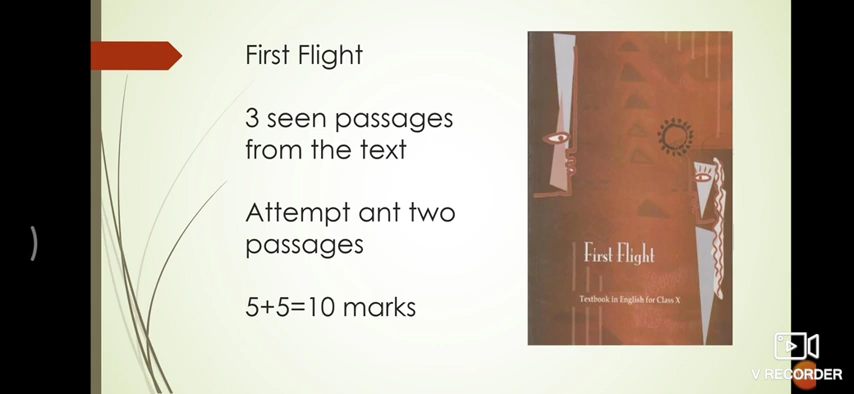 First Flight
3 seen passages
from the text
Attempt ant two
passages
5+5=10 marks
First Flight
Textbook in English for Class X
V RECORDER